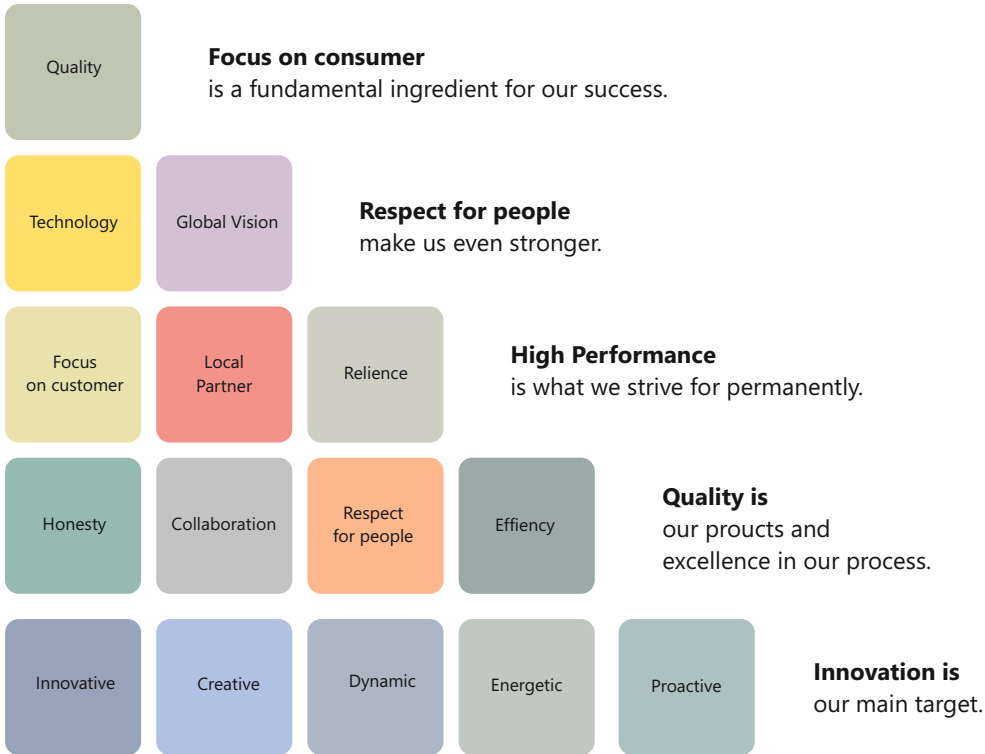 Quality
Focus on consumer
is a fundamental ingredient for our success.
Technology
Global Vision
Respect for people
make us even stronger.
Focus
on customer
Local
Partner
Relience
High Performance
is what we strive for permanently.
Honesty
Collaboration
Respect
for people
Effiency
Quality is
our proucts and
excellence in our process.
Innovative
Creative
Dynamic
Energetic
Proactive
Innovation is
our main target.